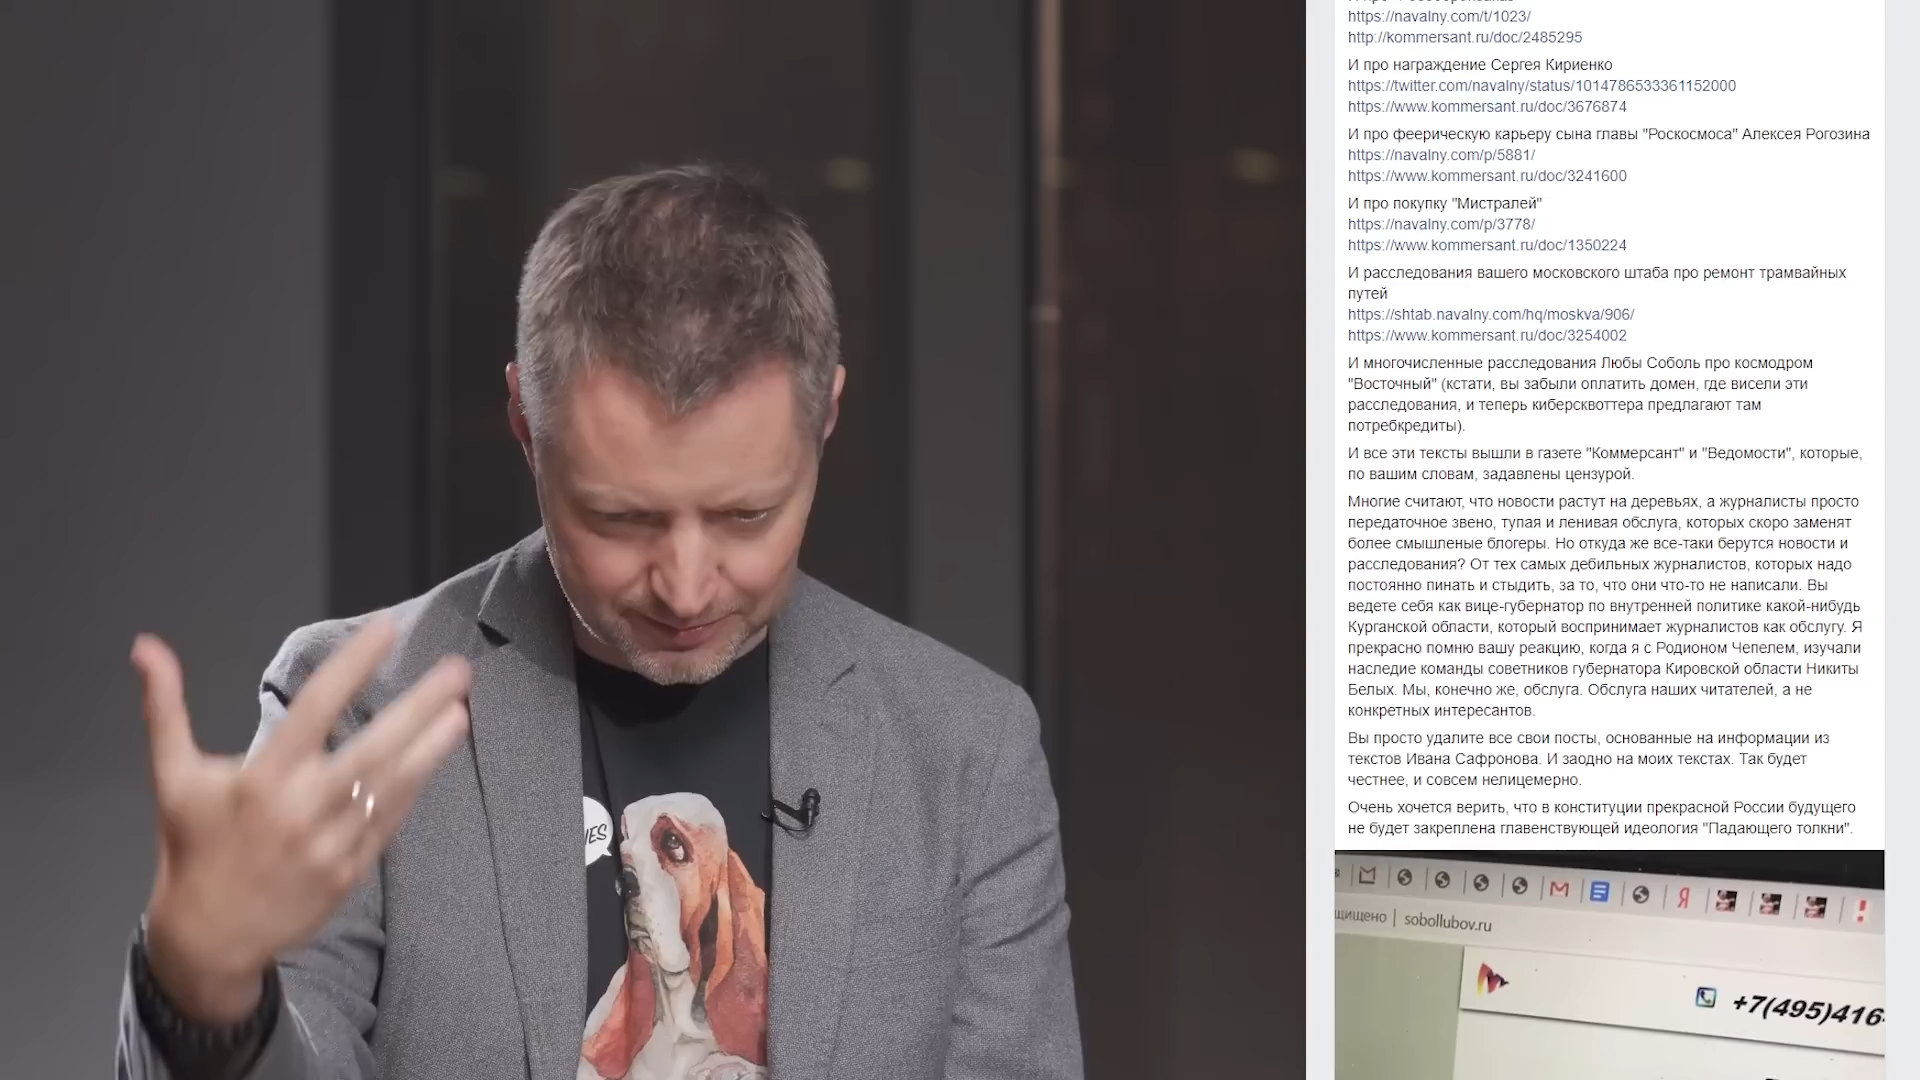 https://navalny.com/t/1023/
http://kommersant.ru/doc/2485295
И про награждение Сергея Кириенко
https://twitter.com/navalny/status/1014786533361152000
https://www.kommersant.ru/doc/3676874
И про феерическую карьеру сына главы "Роскосмоса" Алексея Рогозина
https://navalny.com/p/5881/
https://www.kommersant.ru/doc/3241600
И про покупку "Мистралей"
https://navalny.com/p/3778/
https://www.kommersant.ru/doc/1350224
И расследования вашего московского штаба про ремонт трамвайных
путей
https://shtab.navalny.com/hq/moskva/906/
https://www.kommersant.ru/doc/3254002
И многочисленные расследования Любы Соболь про космодром
"Восточный" (кстати, вы забыли оплатить домен, где висели эти
расследования, и теперь киберсквоттера предлагают там
потребкредиты).
И все эти тексты вышли в газете "Коммерсант" и "Ведомости", которые,
по вашим словам, задавлены цензурой.
Многие считают, что новости растут на деревьях, а журналисты просто
передаточное звено, тупая и ленивая обслуга, которых скоро заменят
более смышленые блогеры. Но откуда же все-таки берутся новости и
расследования? От тех самых дебильных журналистов, которых надо
постоянно пинать и стыдить, за то, что они что-то не написали. Вы
ведете себя как вице-губернатор по внутренней политике какой-нибудь
Курганской области, который воспринимает журналистов как обслугу. Я
прекрасно помню вашу реакцию, когда я с Родионом Чепелем, изучали
наследие команды советников губернатора Кировской области Никиты
Белых. Мы, конечно же, обслуга. Обслуга наших читателей, а не
конкретных интересантов.
Вы просто удалите все свои посты, основанные на информации из
текстов Ивана Сафронова. И заодно на моих текстах. Так будет
честнее, и совсем нелицемерно.
Очень хочется верить, что в конституции прекрасной России будущего
не будет закреплена главенствующей идеология "Падающего толкни".
щищено | sobollubov.ru
+7(495)416-